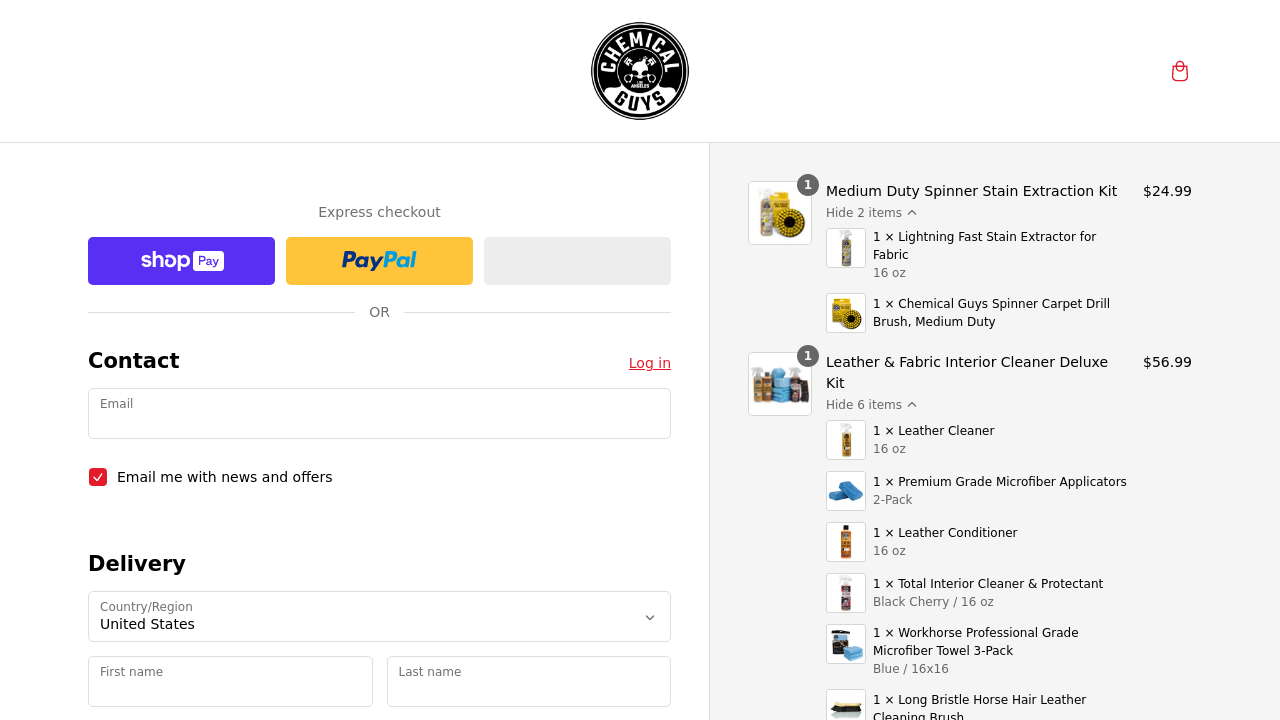 CHEMICAL
LOS
ANGELES
GUYS
Express checkout
shop Pay
PayPal
OR
Contact
Log in
Email
Email me with news and offers
Delivery
Country/Region
United States
First name
Last name
1
Medium Duty Spinner Stain Extraction Kit
$24.99
Hide 2 items
1 × Lightning Fast Stain Extractor for
Fabric
16 oz
1 × Chemical Guys Spinner Carpet Drill
Brush, Medium Duty
1
Leather & Fabric Interior Cleaner Deluxe
Kit
$56.99
Hide 6 items
1 × Leather Cleaner
16 oz
1 × Premium Grade Microfiber Applicators
2-Pack
1 × Leather Conditioner
16 oz
1 × Total Interior Cleaner & Protectant
Black Cherry / 16 oz
1 × Workhorse Professional Grade
Microfiber Towel 3-Pack
Blue / 16x16
1 × Long Bristle Horse Hair Leather
Cleaning Brush